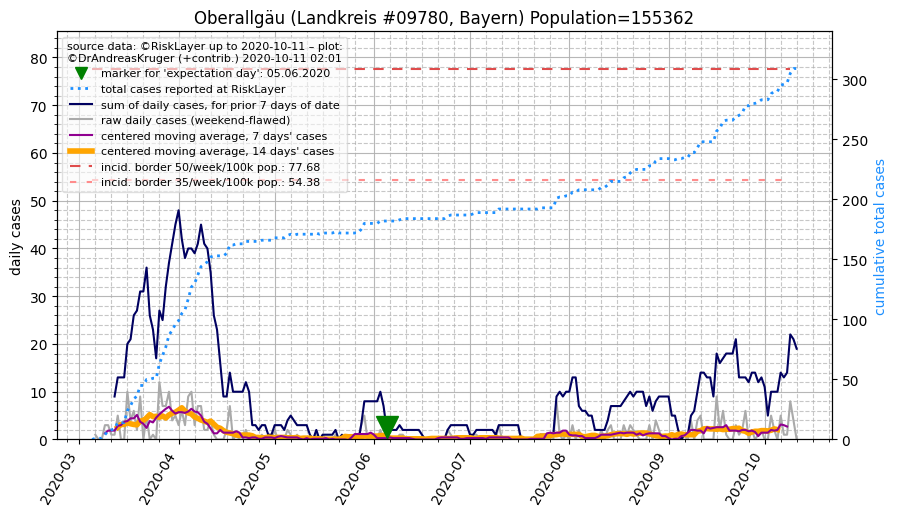 Oberallgäu (Landkreis #09780, Bayern) Population=155362
source data: ©RiskLayer up to 2020-10-11 – plot:
©DrAndreasKruger (+contrib.) 2020-10-11 02:01
marker for 'expectation day': 05.06.2020
total cases reported at RiskLayer
sum of daily cases, for prior 7 days of date
raw daily cases (weekend-flawed)
centered moving average, 7 days' cases
centered moving average, 14 days' cases
incid. border 50/week/100k pop.: 77.68
incid. border 35/week/100k pop.: 54.38
daily cases
80
70
60
50
40
30
20
10
0
cumulative total cases
300
250
200
150
100
50
0
2020-03
2020-04
2020-05
2020-06
2020-07
2020-08
2020-09
2020-10